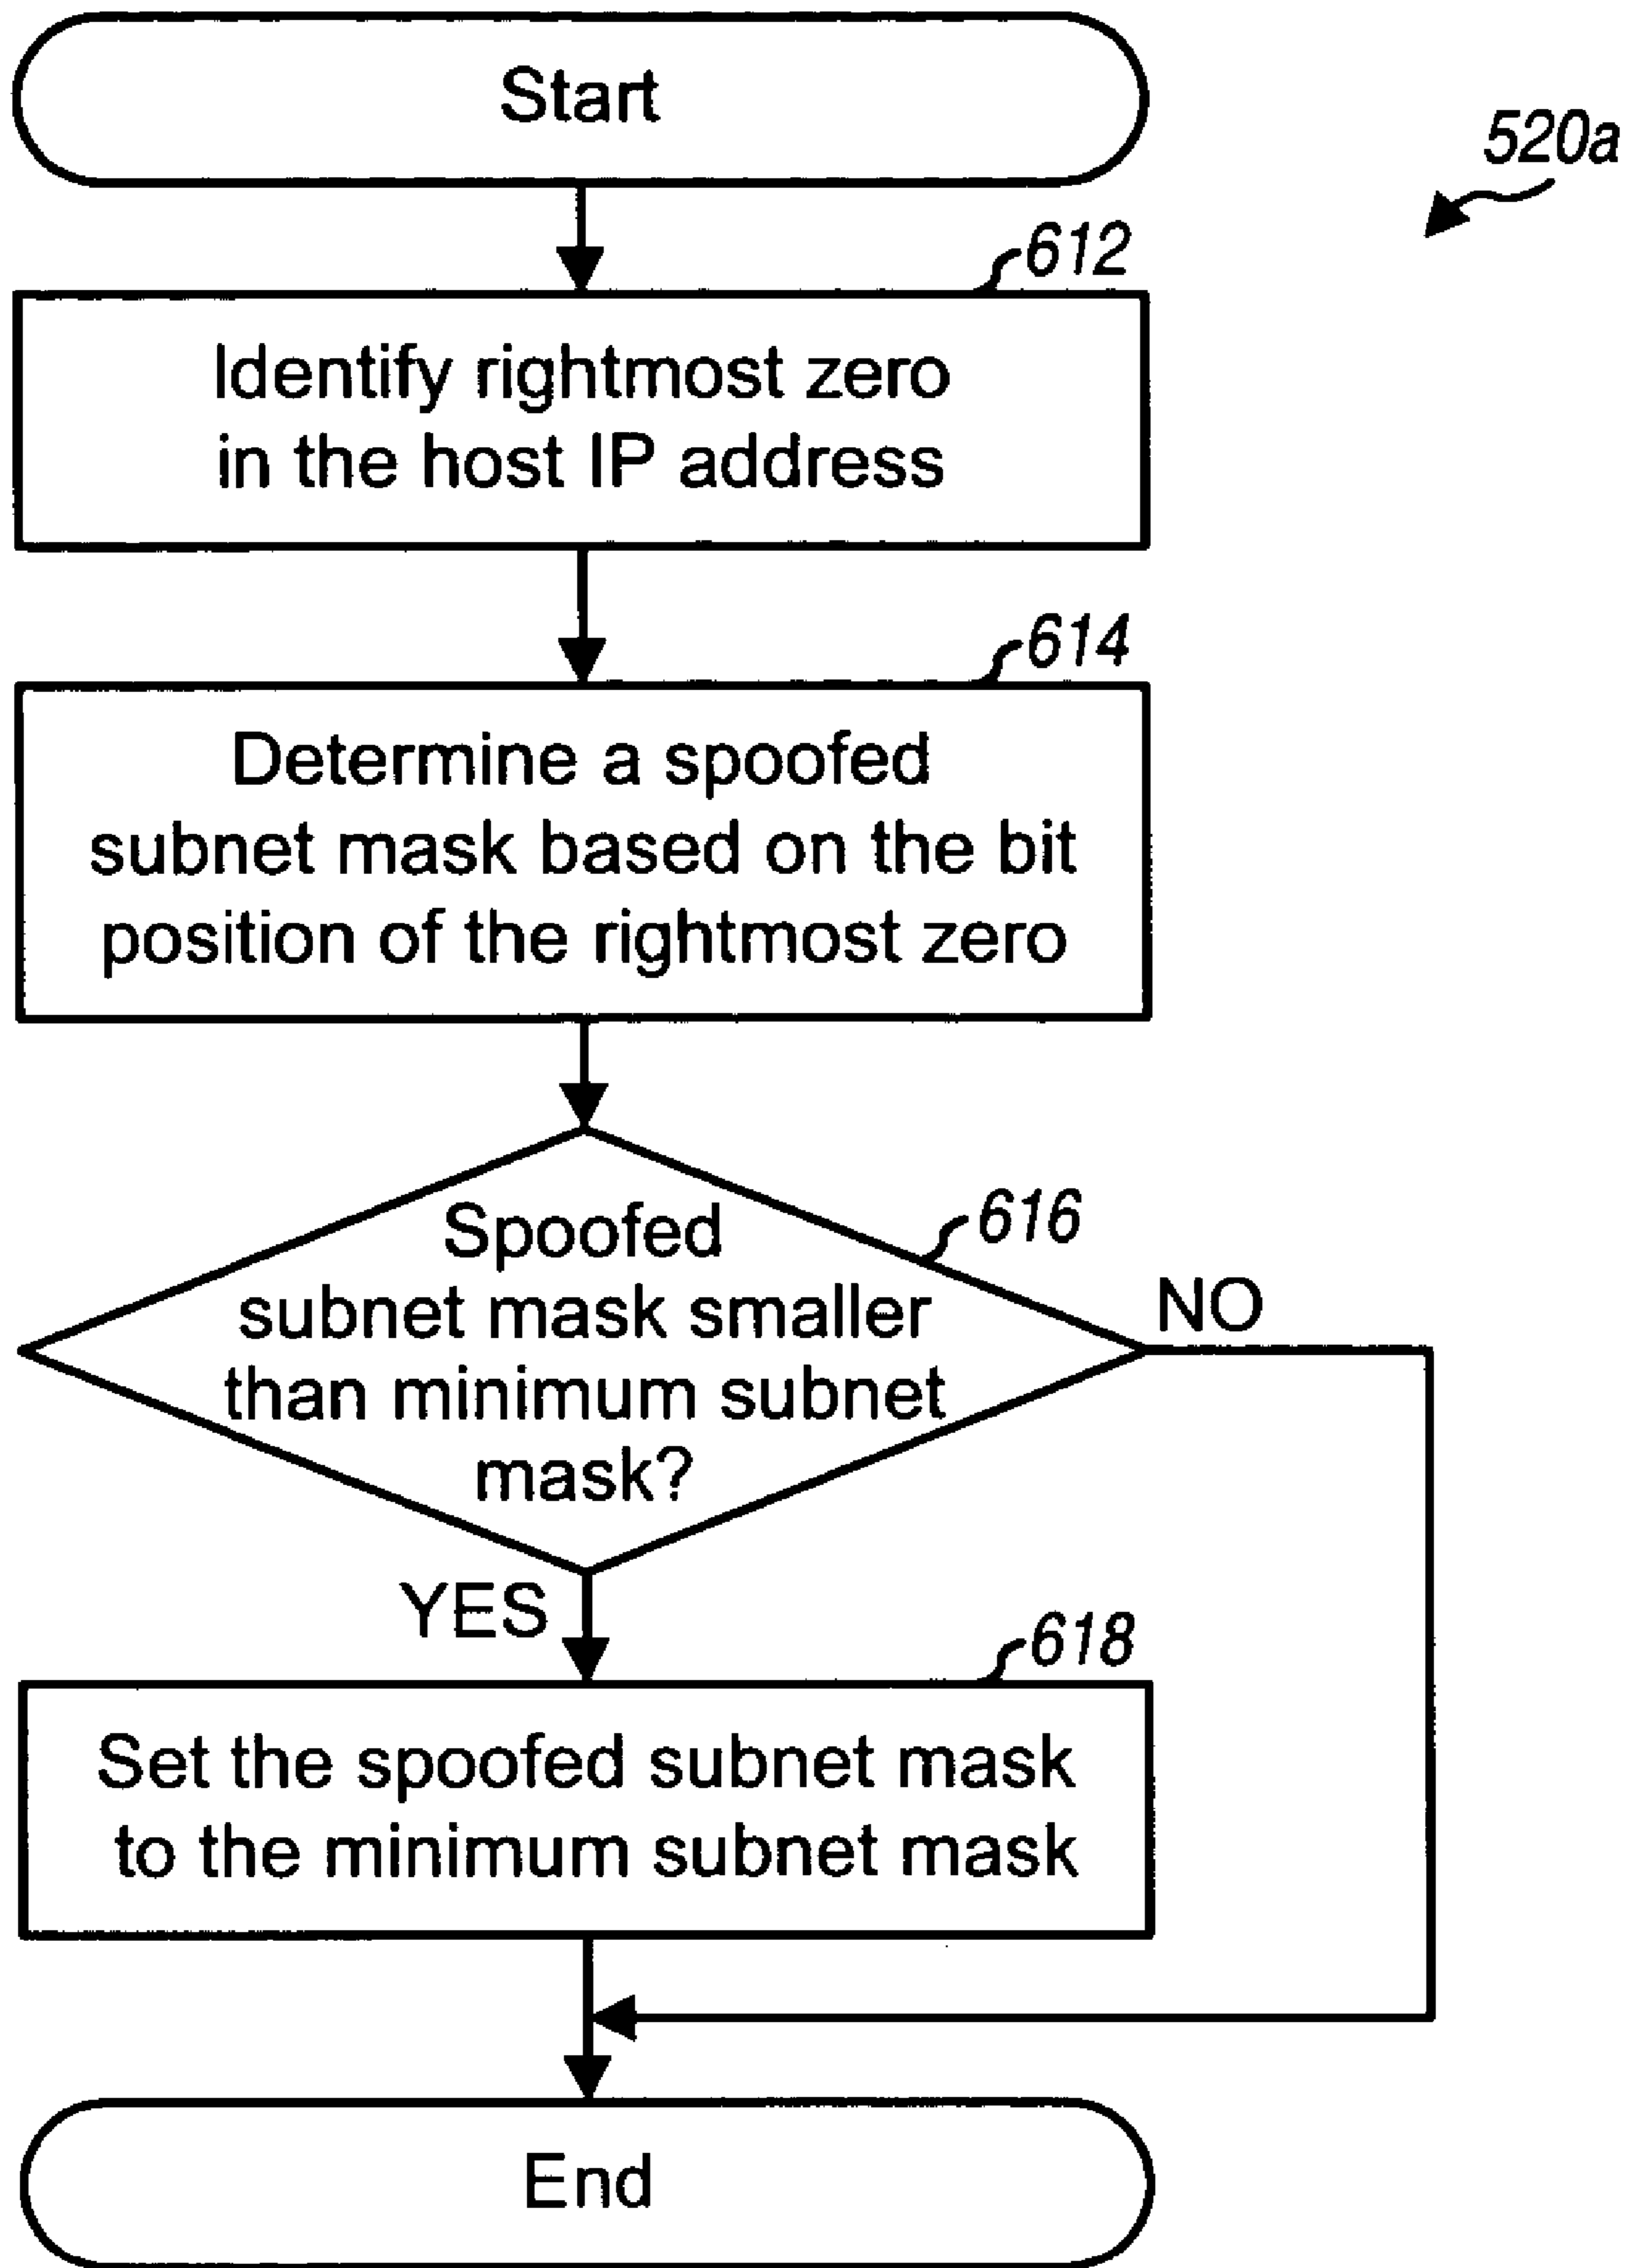 Start
520a
612
Identify rightmost zero
in the host IP address
614
Determine a spoofed
subnet mask based on the bit
position of the rightmost zero
616
Spoofed
subnet mask smaller
than minimum subnet
mask?
NO
YES
618
Set the spoofed subnet mask
to the minimum subnet mask
End